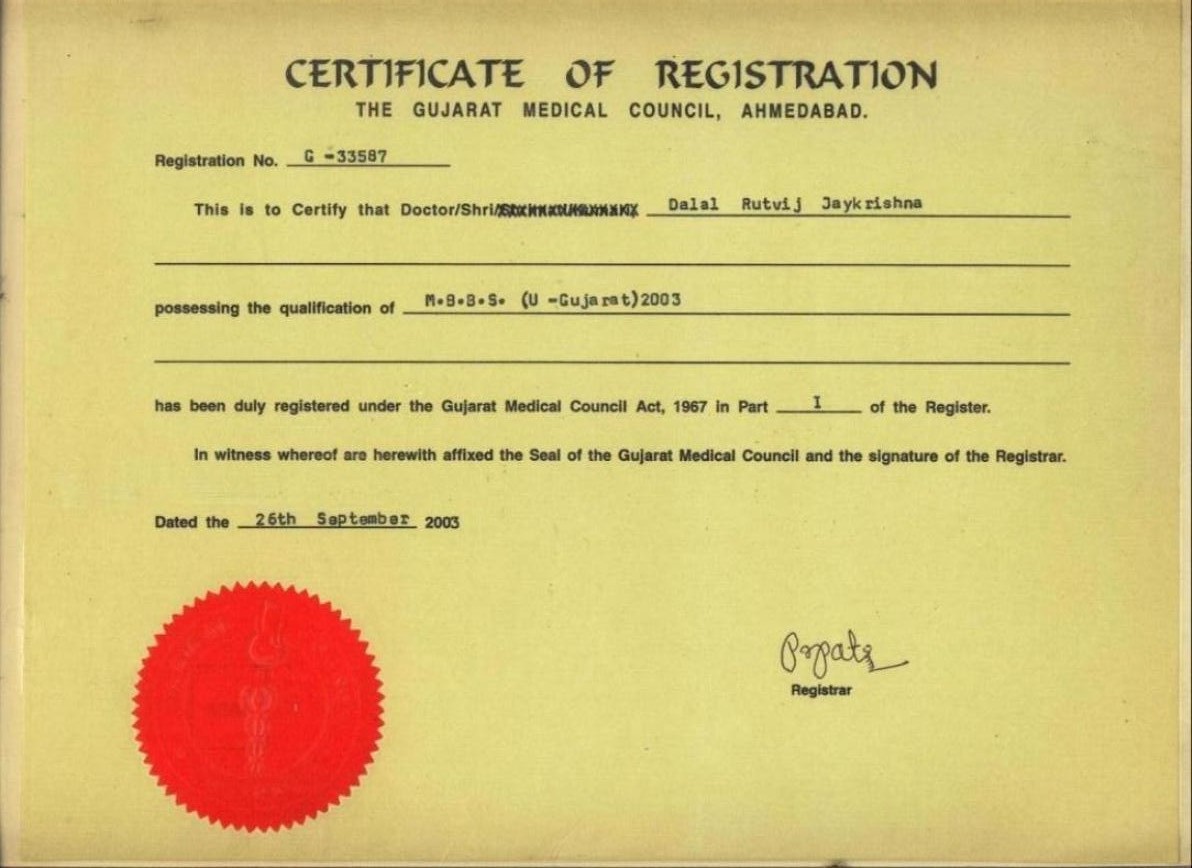 CERTIFICATE OF REGISTRATION
THE GUJARAT MEDICAL COUNCIL, AHMEDABAD.
Registration No. G -33587
This is to Certify that Doctor/Shri/ Dalal Rutvij Jaykrishna
possessing the qualification of M.B.B.S. (U -Gujarat)2003
has been duly registered under the Gujarat Medical Council Act, 1967 in Part I of the Register.
In witness whereof are herewith affixed the Seal of the Gujarat Medical Council and the signature of the Registrar.
Dated the 26th September 2003
Registrar